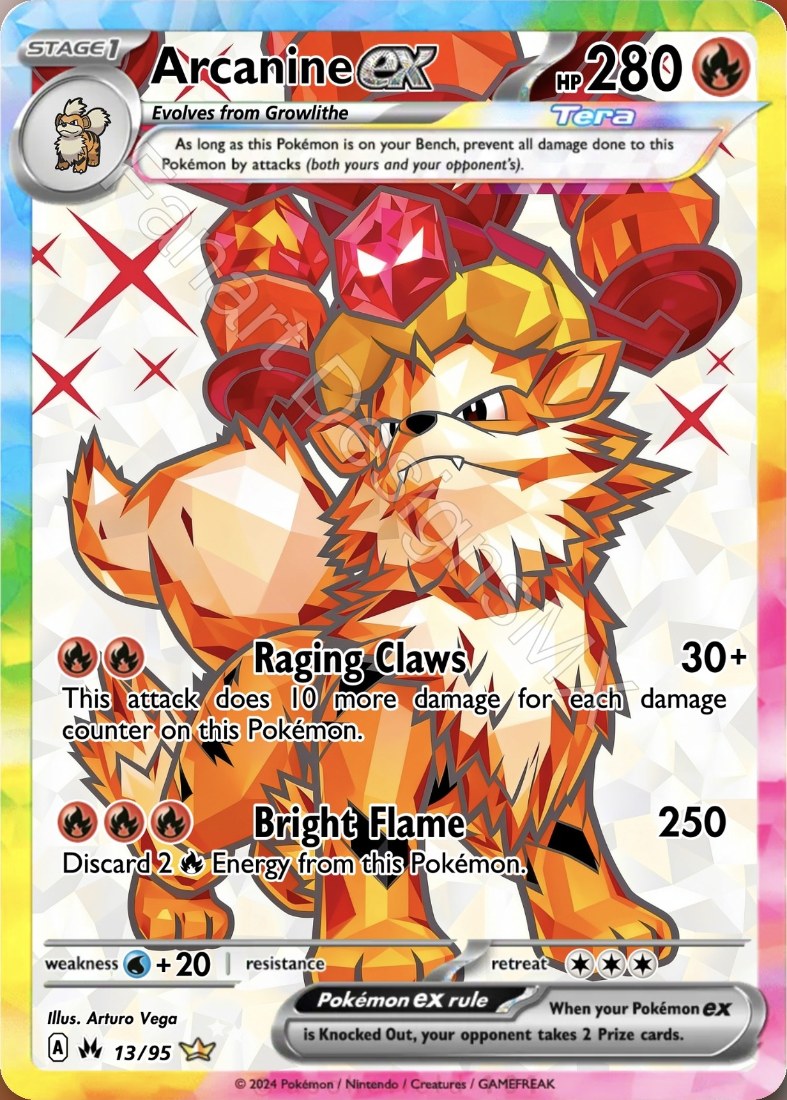 STAGE1
Arcanine ex
HP 280
Evolves from Growlithe
Tera
As long as this Pokémon is on your Bench, prevent all damage done to this
Pokémon by attacks (both yours and your opponent's).
Fanart DesignsMX
Raging Claws 30+
This attack does 10 more damage for each damage
counter on this Pokémon.
Bright Flame 250
Discard 2 Energy from this Pokémon.
weakness +20 resistance retreat
Pokémon ex rule
When your Pokémon ex
is Knocked Out, your opponent takes 2 Prize cards.
Illus. Arturo Vega
A 13/95
© 2024 Pokémon / Nintendo / Creatures / GAMEFREAK